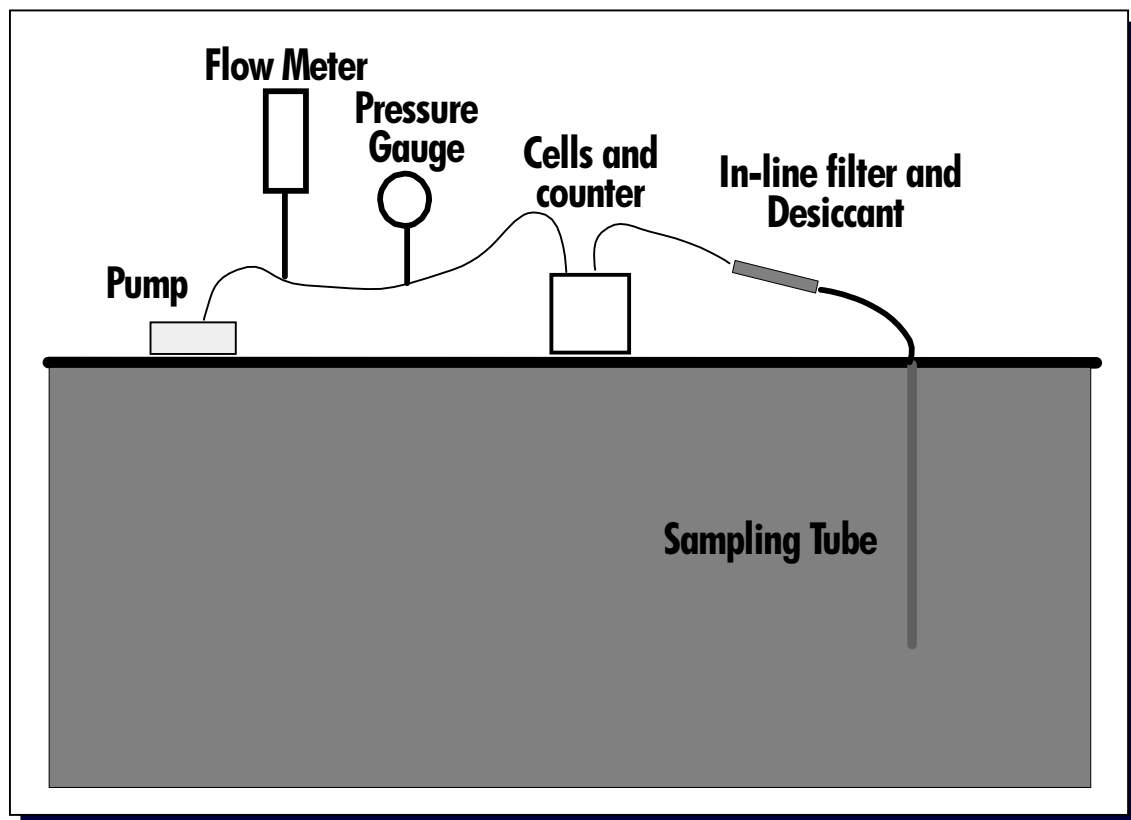 Flow Meter
Pressure
Gauge
Cells and
counter
In-line filter and
Desiccant
Pump
Sampling Tube